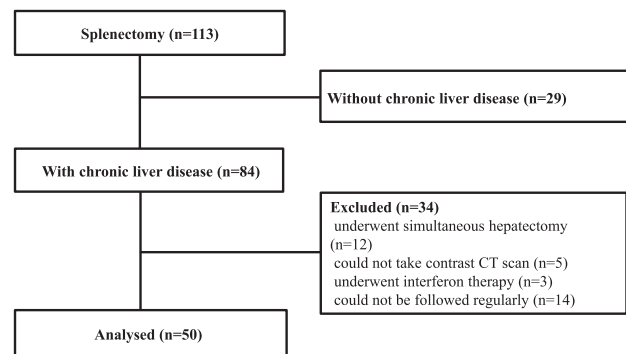 Splenectomy (n=113)
Without chronic liver disease (n=29)
With chronic liver disease (n=84)
Excluded (n=34)
underwent simultaneous hepatectomy
(n=12)
could not take contrast CT scan (n=5)
underwent interferon therapy (n=3)
could not be followed regularly (n=14)
Analysed (n=50)